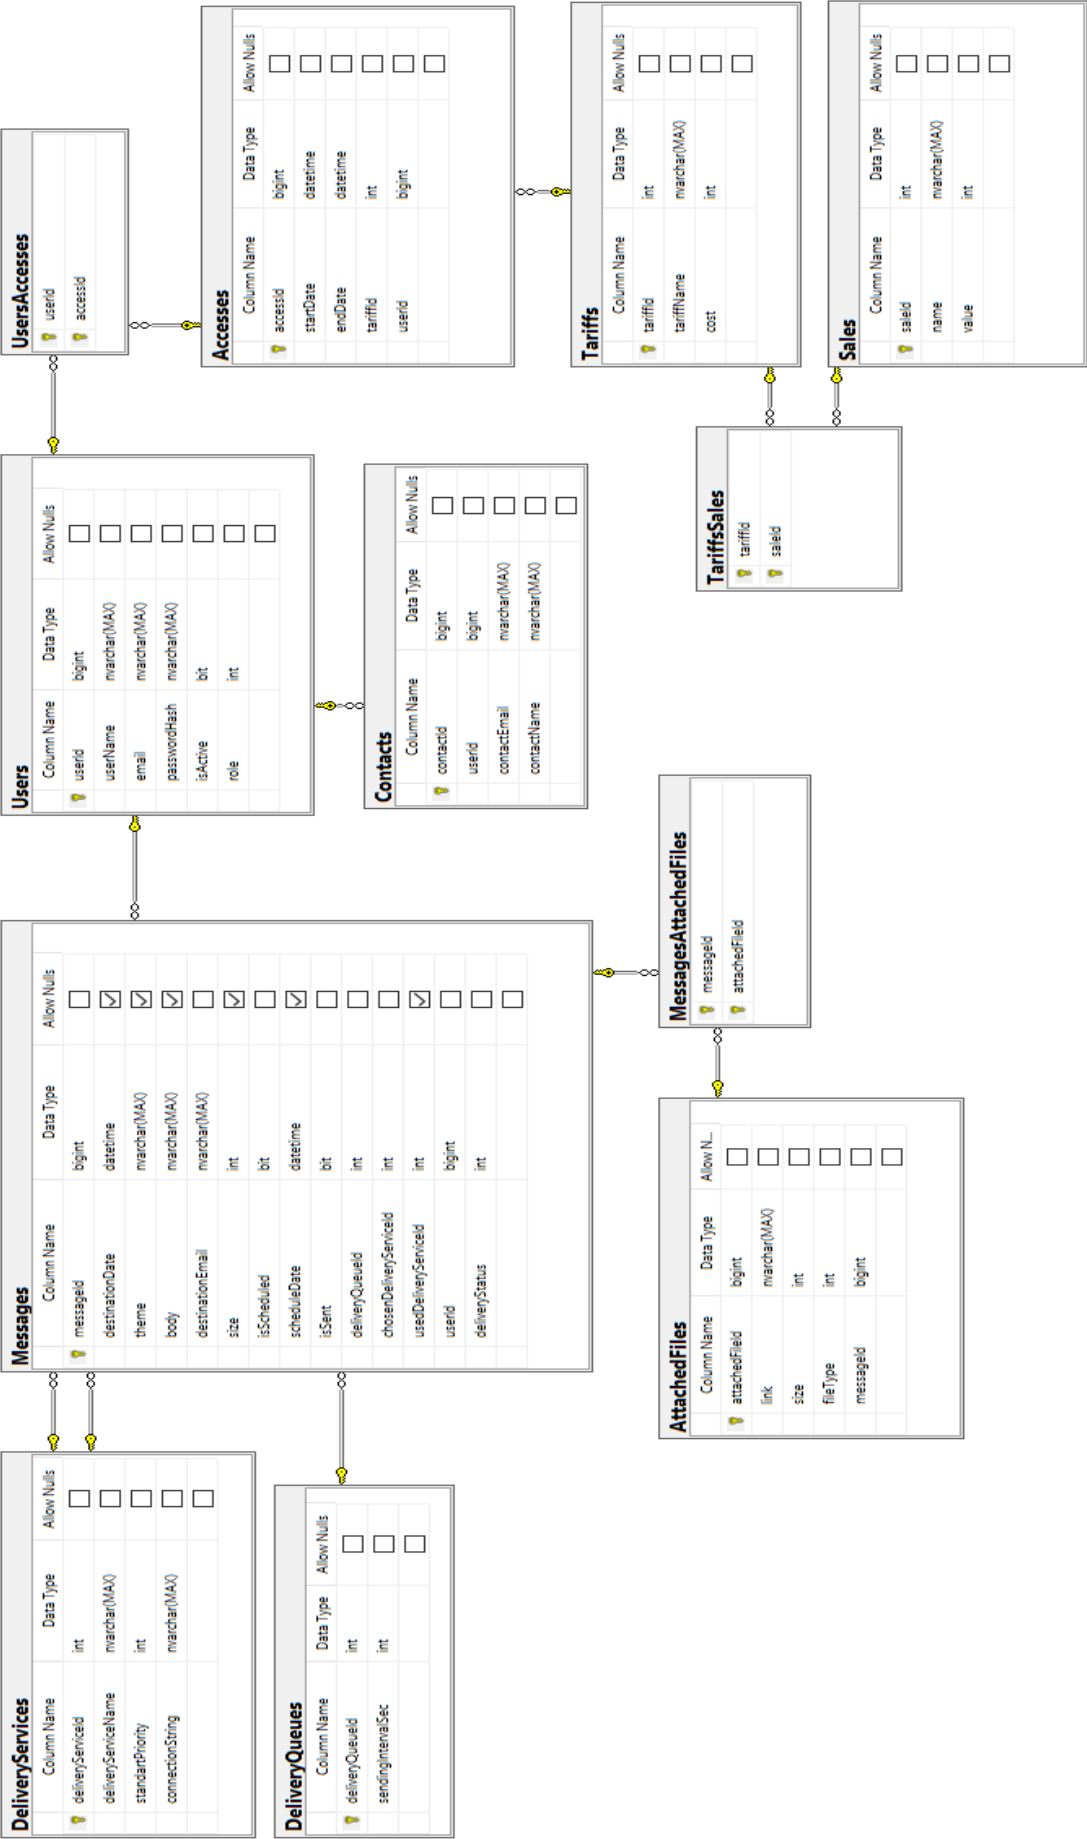 DeliveryServices
Column Name Data Type Allow Nulls
deliveryServiceId int
deliveryServiceName nvarchar(MAX)
standartPriority int
connectionString nvarchar(MAX)
DeliveryQueues
Column Name Data Type Allow Nulls
deliveryQueueId int
sendingIntervalSec int
Messages
Column Name Data Type Allow Nulls
messageId bigint
destinationDate datetime
theme nvarchar(MAX)
body nvarchar(MAX)
destinationEmail nvarchar(MAX)
size int
isScheduled bit
scheduleDate datetime
isSent bit
deliveryQueueId int
chosenDeliveryServiceId int
usedDeliveryServiceId int
userId bigint
deliveryStatus int
AttachedFiles
Column Name Data Type Allow N...
attachedFileId bigint
link nvarchar(MAX)
size int
fileType int
messageId bigint
MessagesAttachedFiles
messageId
attachedFileId
Users
Column Name Data Type Allow Nulls
userId bigint
userName nvarchar(MAX)
email nvarchar(MAX)
passwordHash nvarchar(MAX)
isActive bit
role int
Contacts
Column Name Data Type Allow Nulls
contactId bigint
userId bigint
contactEmail nvarchar(MAX)
contactName nvarchar(MAX)
TariffsSales
tariffId
saleId
UsersAccesses
userId
accessId
Accesses
Column Name Data Type Allow Nulls
accessId bigint
startDate datetime
endDate datetime
tariffId int
userId bigint
Tariffs
Column Name Data Type Allow Nulls
tariffId int
tariffName nvarchar(MAX)
cost int
Sales
Column Name Data Type Allow Nulls
saleId int
name nvarchar(MAX)
value int